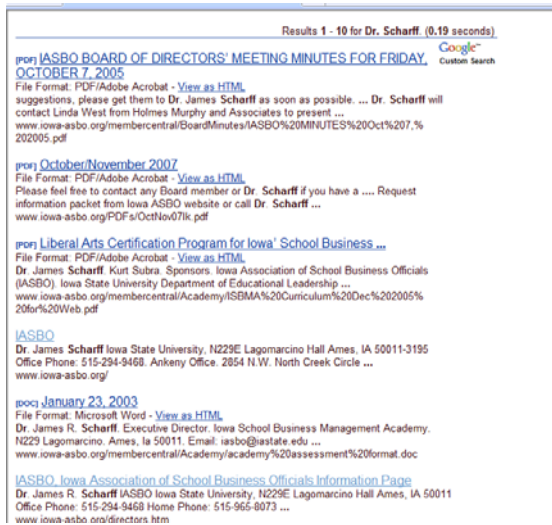 Results 1 - 10 for Dr. Scharff. (0.19 seconds)
Google™
Custom Search
[PDF] IASBO BOARD OF DIRECTORS' MEETING MINUTES FOR FRIDAY,
OCTOBER 7, 2005
File Format: PDF/Adobe Acrobat - View as HTML
suggestions, please get them to Dr. James Scharff as soon as possible. ... Dr. Scharff will
contact Linda West from Holmes Murphy and Associates to present ...
www.iowa-asbo.org/membercentral/BoardMinutes/IASBO%20MINUTES%20Oct%207,%
202005.pdf
[PDF] October/November 2007
File Format: PDF/Adobe Acrobat - View as HTML
Please feel free to contact any Board member or Dr. Scharff if you have a .... Request
information packet from Iowa ASBO website or call Dr. Scharff ...
www.iowa-asbo.org/PDFs/OctNov07lk.pdf
[PDF] Liberal Arts Certification Program for Iowa' School Business ...
File Format: PDF/Adobe Acrobat - View as HTML
Dr. James Scharff. Kurt Subra. Sponsors. Iowa Association of School Business Officials
(IASBO). Iowa State University Department of Educational Leadership ...
www.iowa-asbo.org/membercentral/Academy/ISBMA%20Curriculum%20Dec%202005%
20for%20Web.pdf
IASBO
Dr. James Scharff Iowa State University, N229E Lagomarcino Hall Ames, IA 50011-3195
Office Phone: 515-294-9468. Ankeny Office. 2854 N.W. North Creek Circle ...
www.iowa-asbo.org/
[DOC] January 23, 2003
File Format: Microsoft Word - View as HTML
Dr. James R. Scharff. Executive Director. Iowa School Business Management Academy.
N229 Lagomarcino. Ames, Ia 50011. Email: iasbo@iastate.edu ...
www.iowa-asbo.org/membercentral/Academy/academy%20assessment%20format.doc
IASBO, Iowa Association of School Business Officials Information Page
Dr. James R. Scharff IASBO Iowa State University, N229E Lagomarcino Hall Ames, IA 50011
Office Phone: 515-294-9468 Home Phone: 515-965-8073 ...
www.iowa-asbo.org/directors.htm